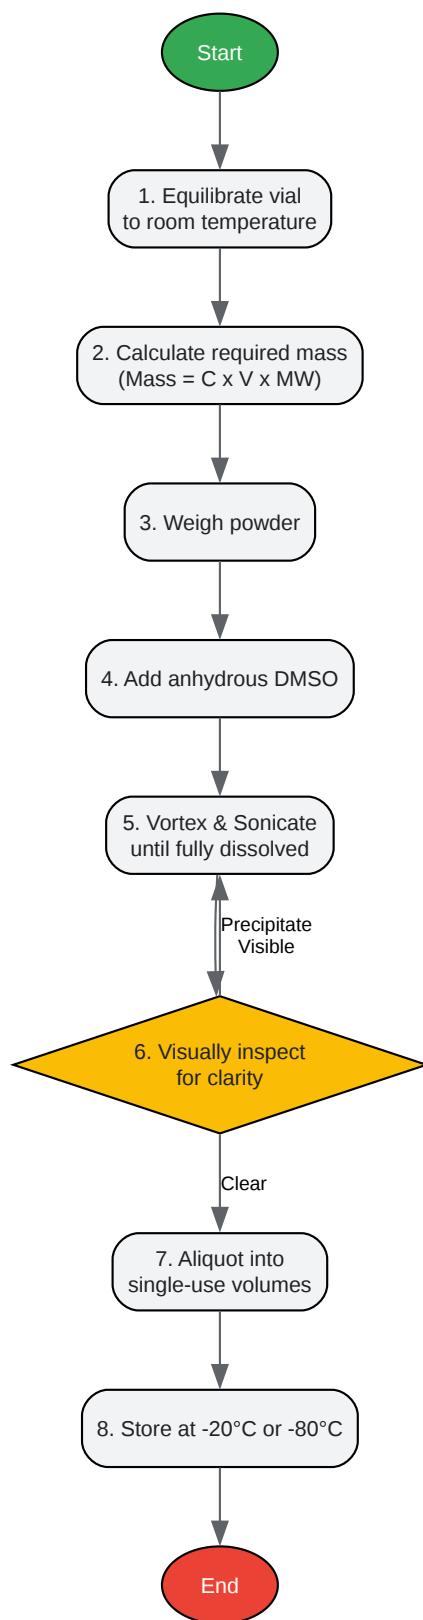 Start
1. Equilibrate vial
to room temperature
2. Calculate required mass
(Mass = C x V x MW)
3. Weigh powder
4. Add anhydrous DMSO
5. Vortex & Sonicate
until fully dissolved
Precipitate
Visible
6. Visually inspect
for clarity
Clear
7. Aliquot into
single-use volumes
8. Store at -20°C or -80°C
End